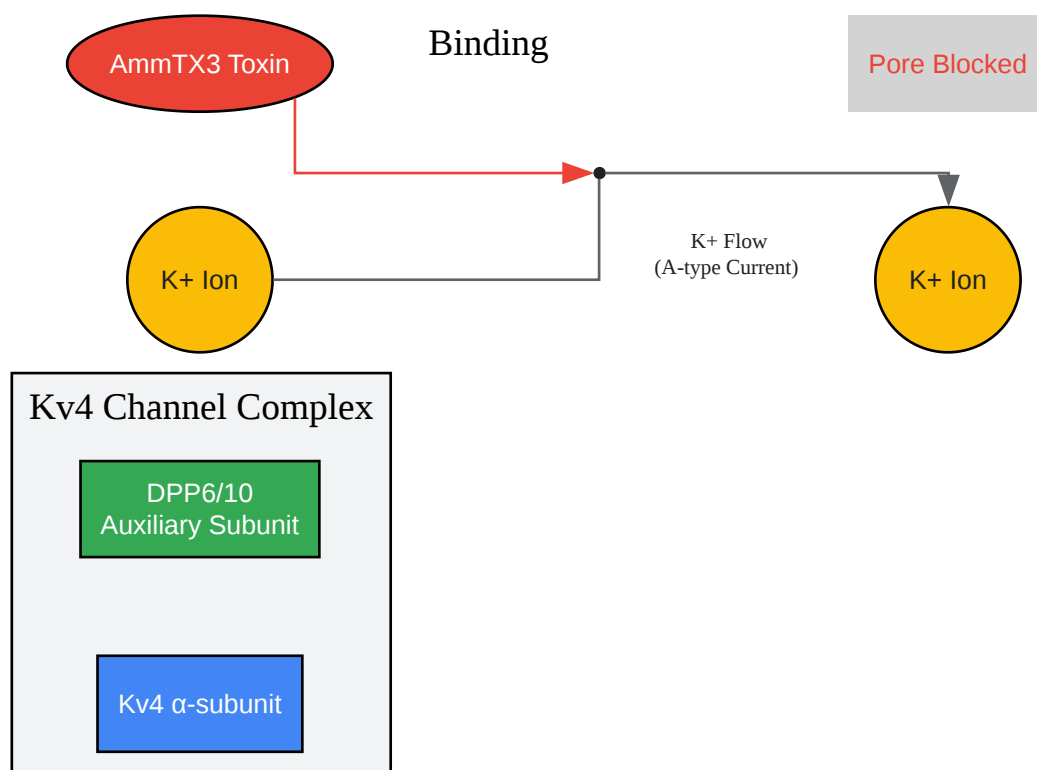 AmmTX3 Toxin
Binding
Pore Blocked
K+ Ion
K+ Flow
(A-type Current)
K+ Ion
Kv4 Channel Complex
DPP6/10
Auxiliary Subunit
Kv4 α-subunit